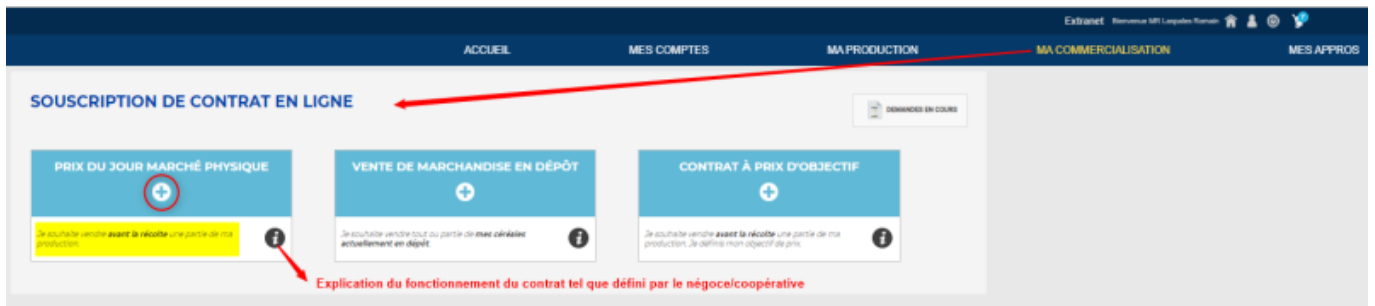 Extranet Bienvenue MR Laspales Romain
ACCUEIL MES COMPTES MA PRODUCTION MA COMMERCIALISATION MES APPROS
SOUSCRIPTION DE CONTRAT EN LIGNE
DEMANDES EN COURS
PRIX DU JOUR MARCHÉ PHYSIQUE
Je souhaite vendre avant la récolte une partie de ma
production.
VENTE DE MARCHANDISE EN DÉPÔT
Je souhaite vendre tout ou partie de mes céréales
actuellement en dépôt.
CONTRAT À PRIX D'OBJECTIF
Je souhaite vendre avant la récolte une partie de ma
production. Je définis mon objectif de prix.
Explication du fonctionnement du contrat tel que défini par le négoce/coopérative